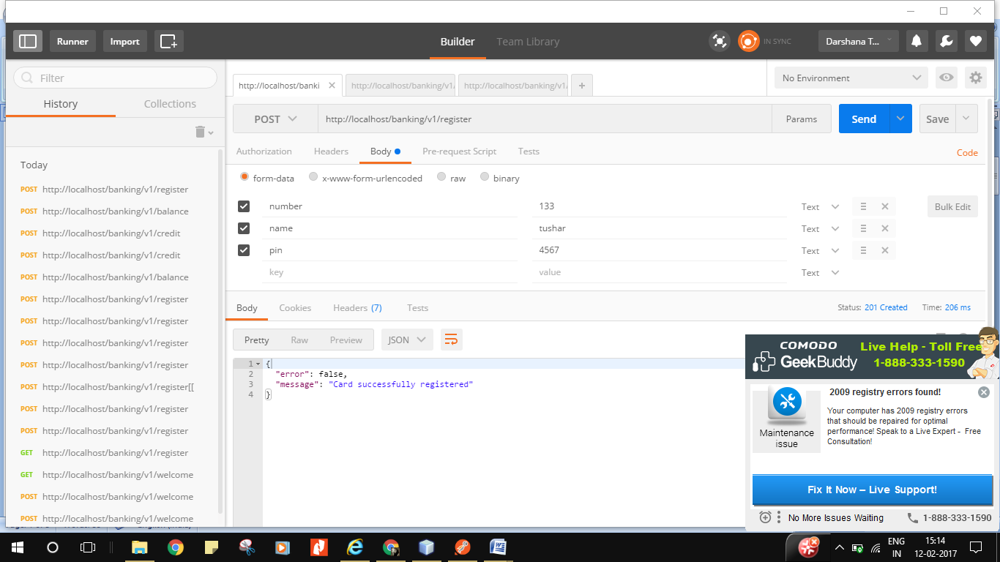 Runner Import Builder Team Library IN SYNC Darshana T...
Filter
History Collections
Today
POST http://localhost/banking/v1/register
POST http://localhost/banking/v1/balance
POST http://localhost/banking/v1/credit
POST http://localhost/banking/v1/credit
POST http://localhost/banking/v1/balance
POST http://localhost/banking/v1/register
POST http://localhost/banking/v1/register
POST http://localhost/banking/v1/register
POST http://localhost/banking/v1/register
POST http://localhost/banking/v1/register[[
POST http://localhost/banking/v1/register
POST http://localhost/banking/v1/register
GET http://localhost/banking/v1/register
GET http://localhost/banking/v1/welcome
POST http://localhost/banking/v1/welcome
POST http://localhost/banking/v1/welcome
http://localhost/banki http://localhost/banking/v1/ http://localhost/banking/v1/ +
No Environment
POST http://localhost/banking/v1/register Params Send Save
Authorization Headers Body Pre-request Script Tests Code
form-data x-www-form-urlencoded raw binary
number 133 Text Bulk Edit
name tushar Text
pin 4567 Text
key value Text
Body Cookies Headers (7) Tests Status: 201 Created Time: 206 ms
Pretty Raw Preview JSON
1 {
2 "error": false,
3 "message": "Card successfully registered"
4 }
COMODO
GeekBuddy
Live Help - Toll Free
1-888-333-1590
2009 registry errors found!
Maintenance
issue
Your computer has 2009 registry errors
that should be repaired for optimal
performance! Speak to a Live Expert - Free
Consultation!
Fix It Now – Live Support!
No More Issues Waiting 1-888-333-1590
ENG
IN
15:14
12-02-2017